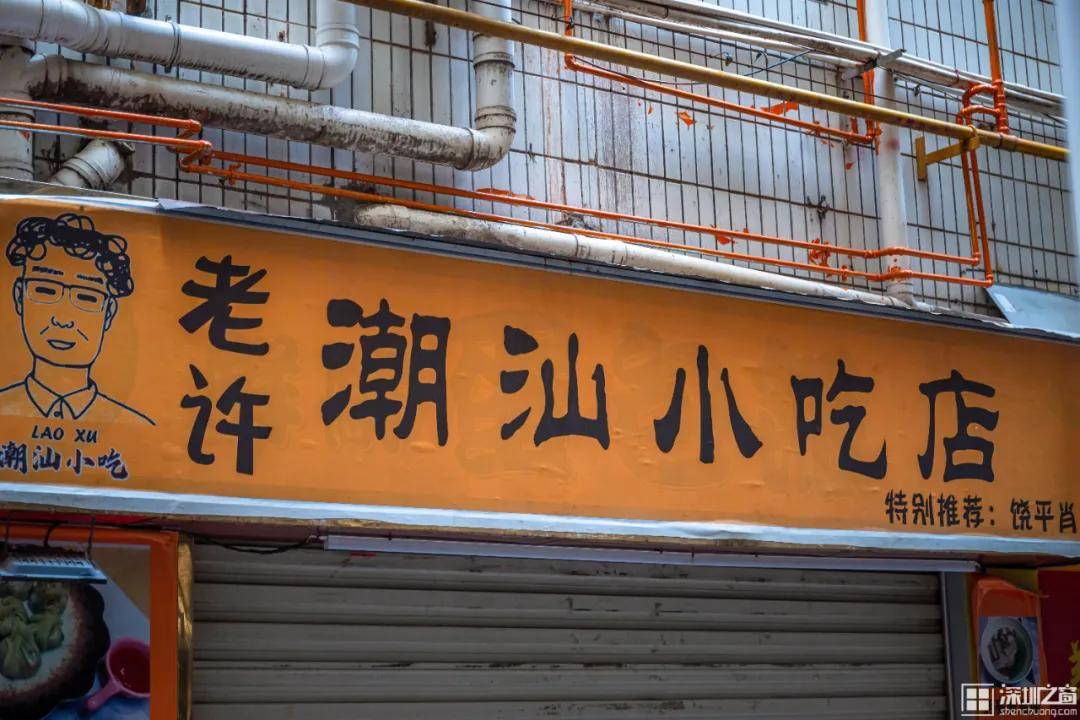 老许
潮汕小吃店
LAO XU
潮汕小吃
特别推荐：饶平肖
深圳之窗
shenchuang.com